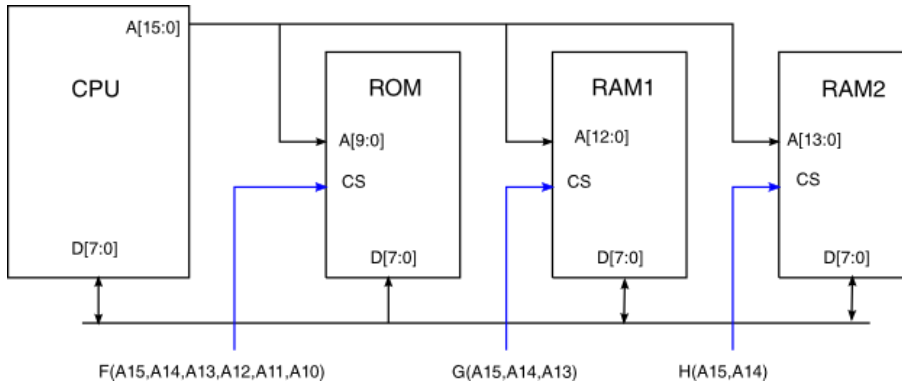 A[15:0]
CPU
ROM
RAM1
RAM2
A[9:0]
A[12:0]
A[13:0]
CS
CS
CS
D[7:0]
D[7:0]
D[7:0]
D[7:0]
F(A15,A14,A13,A12,A11,A10)
G(A15,A14,A13)
H(A15,A14)